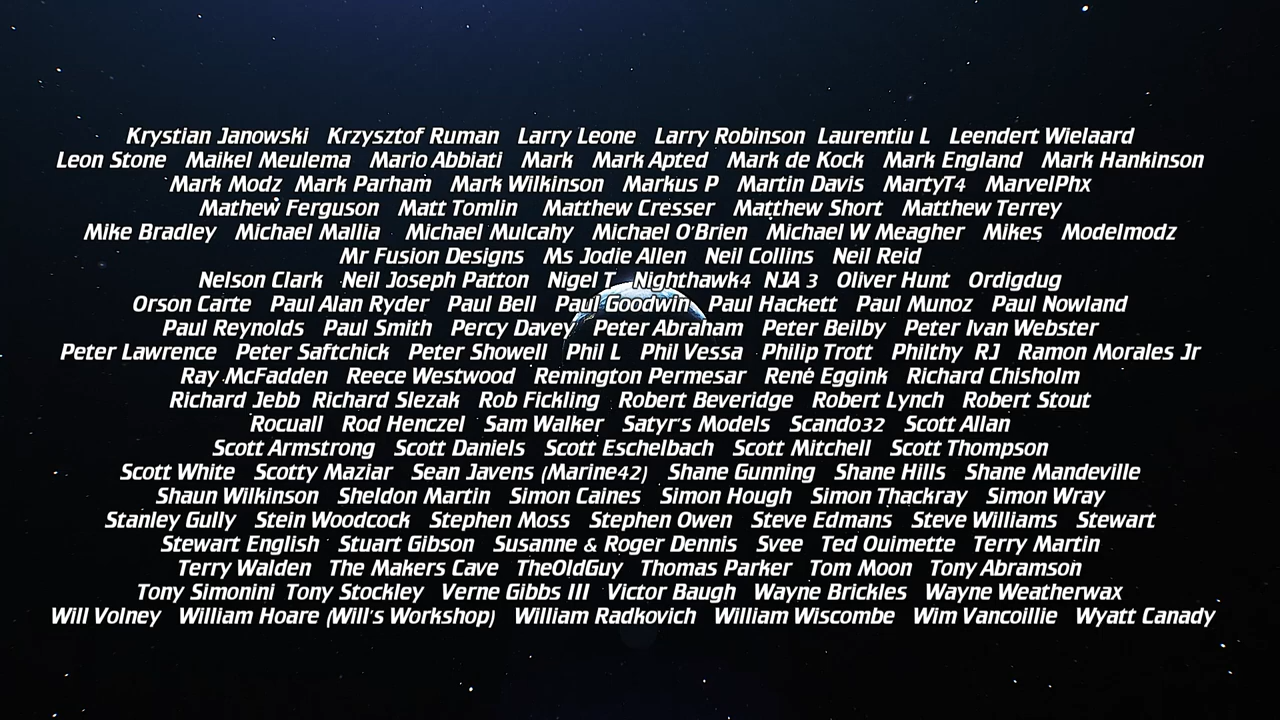 Krystian Janowski Krzysztof Ruman Larry Leone Larry Robinson Laurentiu L Leendert Wielaard
Leon Stone Maikel Meulema Mario Abbiati Mark Mark Apted Mark de Kock Mark England Mark Hankinson
Mark Modz Mark Parham Mark Wilkinson Markus P Martin Davis MartyT4 MarvelPhx
Mathew Ferguson Matt Tomlin Matthew Cresser Matthew Short Matthew Terrey
Mike Bradley Michael Mallia Michael Mulcahy Michael O'Brien Michael W Meagher Mikes Modelmodz
Mr Fusion Designs Ms Jodie Allen Neil Collins Neil Reid
Nelson Clark Neil Joseph Patton Nigel T Nighthawk4 NJA 3 Oliver Hunt Ordigdug
Orson Carte Paul Alan Ryder Paul Bell Paul Goodwin Paul Hackett Paul Munoz Paul Nowland
Paul Reynolds Paul Smith Percy Davey Peter Abraham Peter Beilby Peter Ivan Webster
Peter Lawrence Peter Saftchick Peter Showell Phil L Phil Vessa Philip Trott Philthy RJ Ramon Morales Jr
Ray McFadden Reece Westwood Remington Permesar René Eggink Richard Chisholm
Richard Jebb Richard Slezak Rob Fickling Robert Beveridge Robert Lynch Robert Stout
Rocuall Rod Henczel Sam Walker Satyr's Models Scando32 Scott Allan
Scott Armstrong Scott Daniels Scott Eschelbach Scott Mitchell Scott Thompson
Scott White Scotty Maziar Sean Javens (Marine42) Shane Gunning Shane Hills Shane Mandeville
Shaun Wilkinson Sheldon Martin Simon Caines Simon Hough Simon Thackray Simon Wray
Stanley Gully Stein Woodcock Stephen Moss Stephen Owen Steve Edmans Steve Williams Stewart
Stewart English Stuart Gibson Susanne & Roger Dennis Svee Ted Ouimette Terry Martin
Terry Walden The Makers Cave TheOldGuy Thomas Parker Tom Moon Tony Abramson
Tony Simonini Tony Stockley Verne Gibbs III Victor Baugh Wayne Brickles Wayne Weatherwax
Will Volney William Hoare (Will's Workshop) William Radkovich William Wiscombe Wim Vancoillie Wyatt Canady